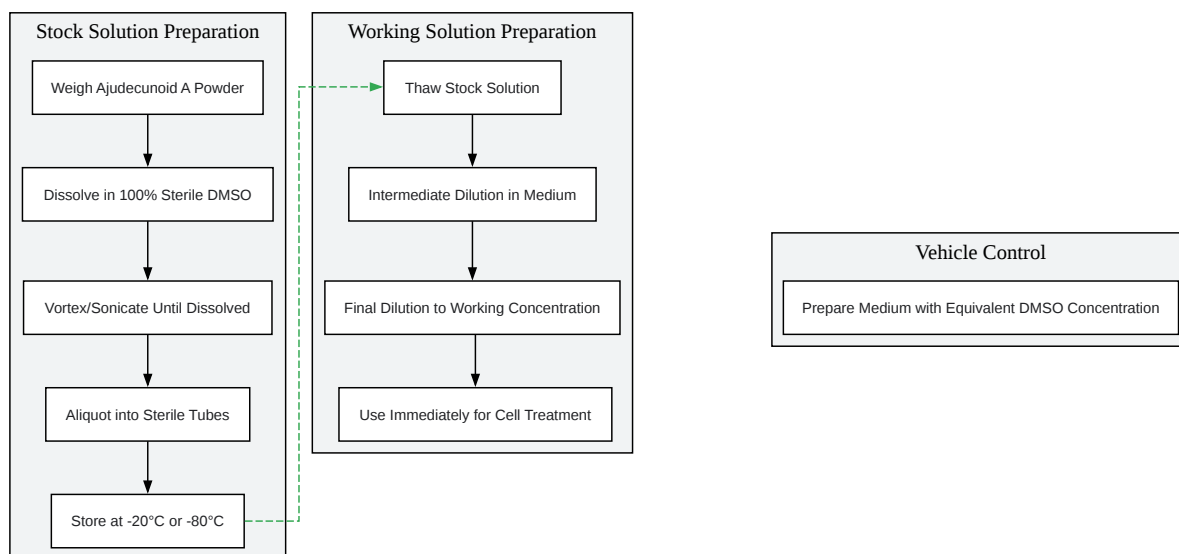 Stock Solution Preparation
Weigh Ajudecunoid A Powder
Dissolve in 100% Sterile DMSO
Vortex/Sonicate Until Dissolved
Aliquot into Sterile Tubes
Store at -20°C or -80°C
Working Solution Preparation
Thaw Stock Solution
Intermediate Dilution in Medium
Final Dilution to Working Concentration
Use Immediately for Cell Treatment
Vehicle Control
Prepare Medium with Equivalent DMSO Concentration